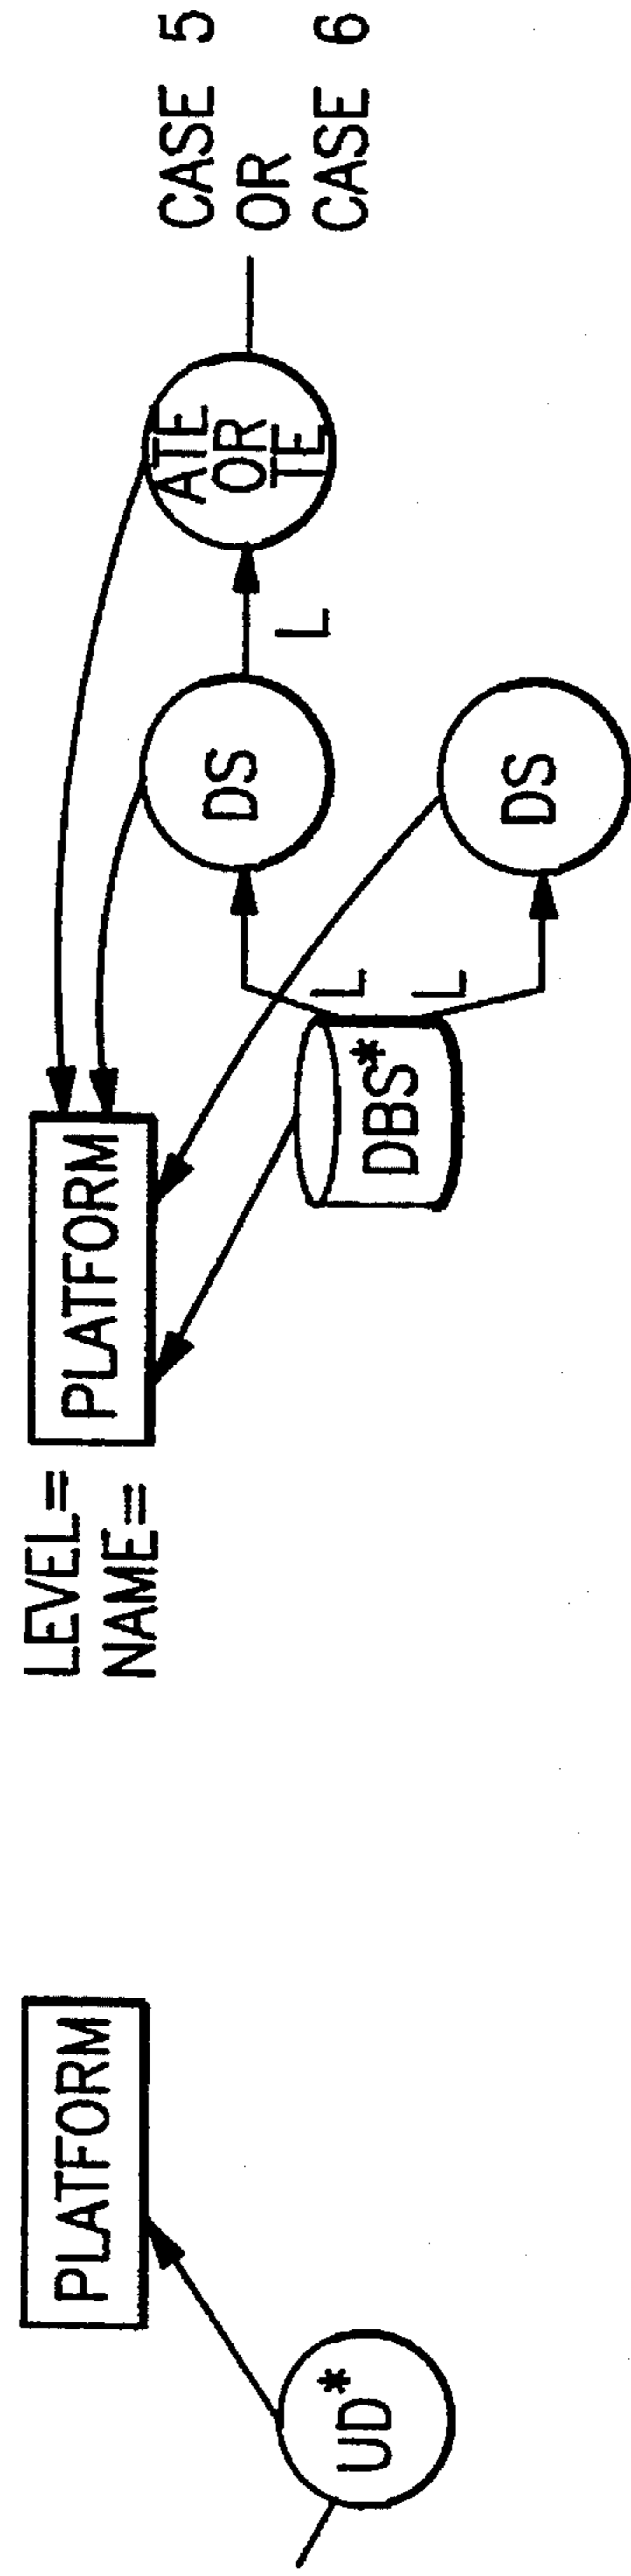 PLATFORM
UD*
LEVEL=
NAME=
PLATFORM
DBS*
L
L
DS
DS
L
ATE
OR
TE
CASE 5
OR
CASE 6